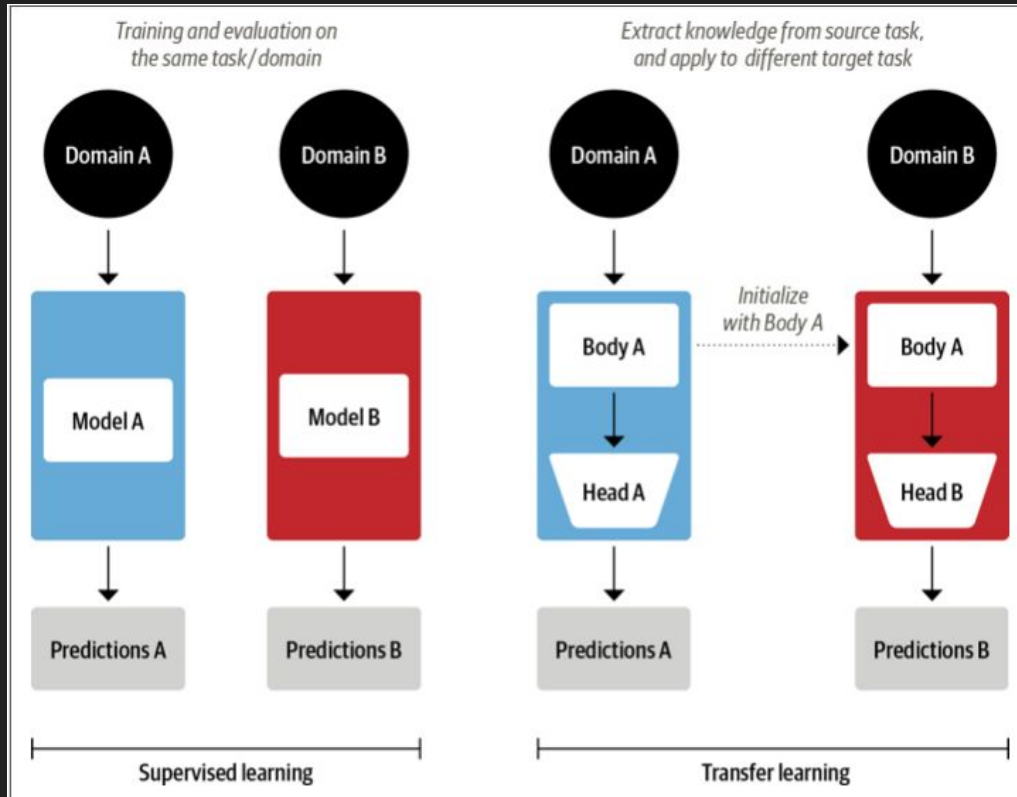 Training and evaluation on
the same task/domain
Extract knowledge from source task,
and apply to different target task
Domain A
Domain B
Domain A
Domain B
Initialize
with Body A
Body A
Body A
Model A
Model B
Head A
Head B
Predictions A
Predictions B
Predictions A
Predictions B
Supervised learning
Transfer learning